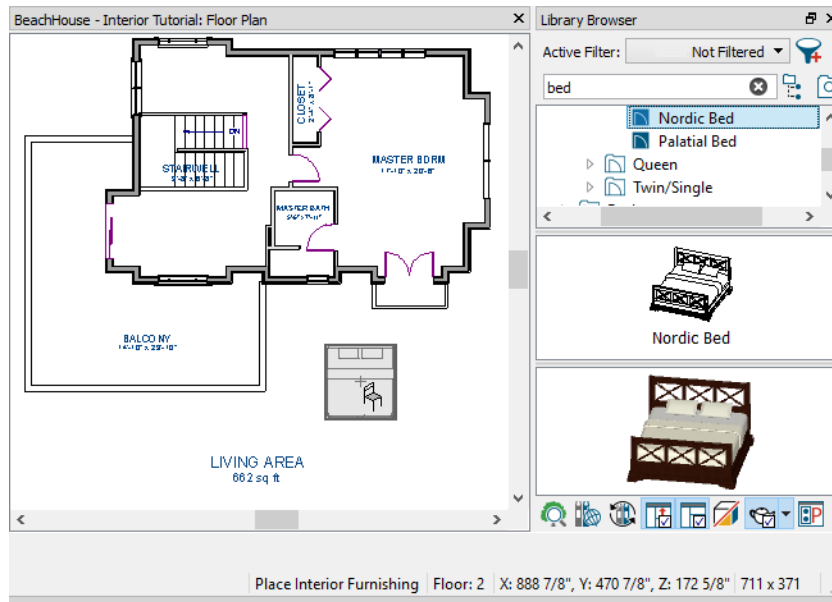 BeachHouse - Interior Tutorial: Floor Plan
CLOSET
DN
STAIRWELL
MASTER BDRM
MASTER BATH
BALCONY
LIVING AREA
662 sq ft
Library Browser
Active Filter: Not Filtered
bed
Nordic Bed
Palatial Bed
Queen
Twin/Single
Nordic Bed
Place Interior Furnishing Floor: 2 X: 888 7/8", Y: 470 7/8", Z: 172 5/8" 711 x 371